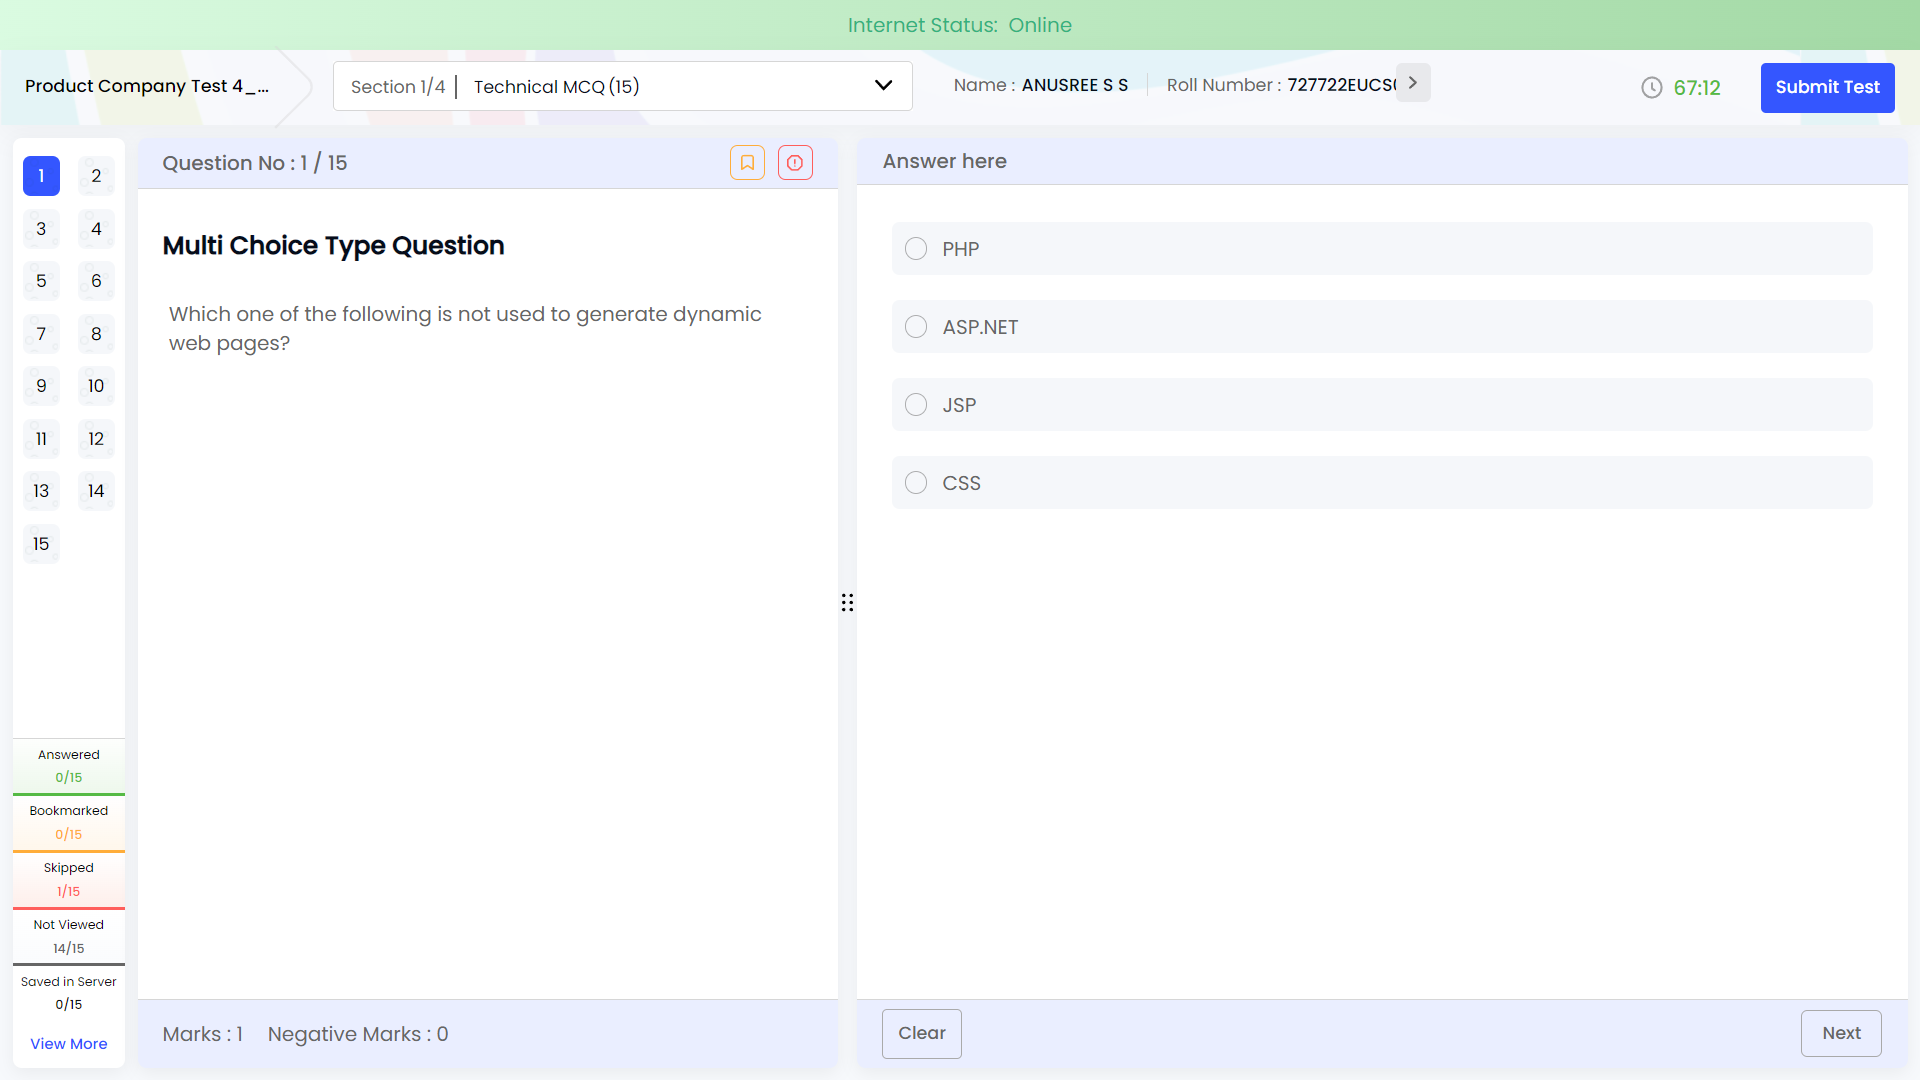 Internet Status: Online
Product Company Test 4_...
Section 1/4
Technical MCQ (15)
Name : ANUSREE S S
Roll Number : 727722EUCS
67:12
Submit Test
1 2
3 4
5 6
7 8
9 10
11 12
13 14
15
Answered
0/15
Bookmarked
0/15
Skipped
1/15
Not Viewed
14/15
Saved in Server
0/15
View More
Question No : 1 / 15
Multi Choice Type Question
Which one of the following is not used to generate dynamic
web pages?
Marks : 1 Negative Marks : 0
Answer here
PHP
ASP.NET
JSP
CSS
Clear
Next